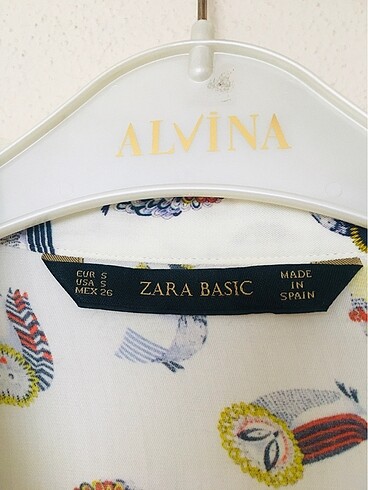 ALVİNA
EUR S
USA S
MEX 26
ZARA BASIC
MADE
IN
SPAIN